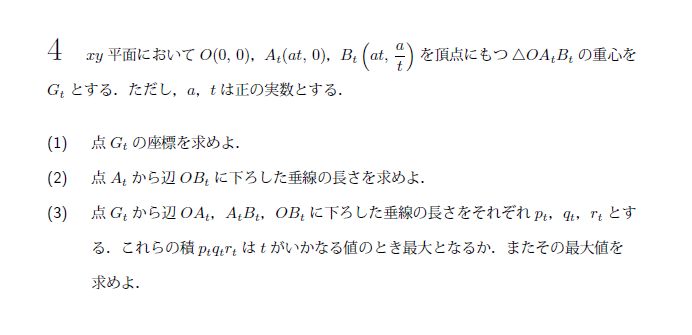 4 xy 平面において O(0, 0)，A_t(at, 0)，B_t(at, a/t) を頂点にもつ △OA_tB_t の重心を
G_t とする．ただし，a，t は正の実数とする．
(1) 点 G_t の座標を求めよ．
(2) 点 A_t から辺 OB_t に下ろした垂線の長さを求めよ．
(3) 点 G_t から辺 OA_t，A_tB_t，OB_t に下ろした垂線の長さをそれぞれ p_t，q_t，r_t とす
る．これらの積 p_tq_tr_t は t がいかなる値のとき最大となるか．またその最大値を
求めよ．